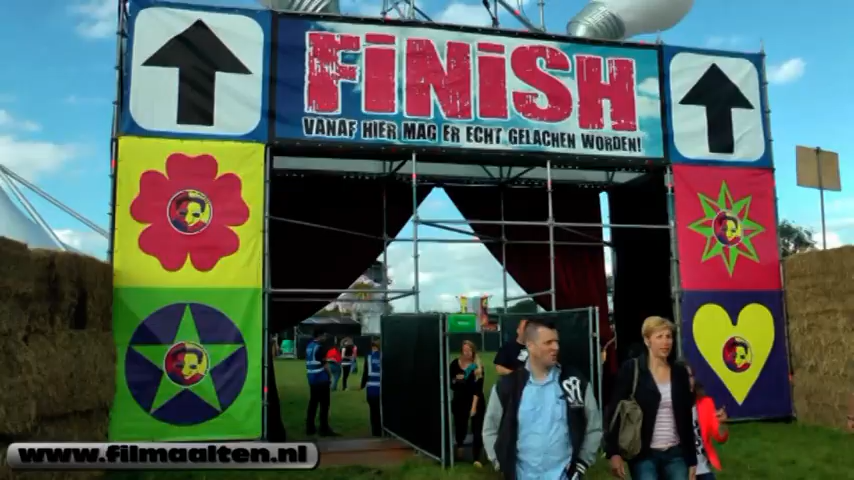 FiNiSH
VANAF HIER MAG ER ECHT GELACHEN WORDEN!
www.filmaalten.nl